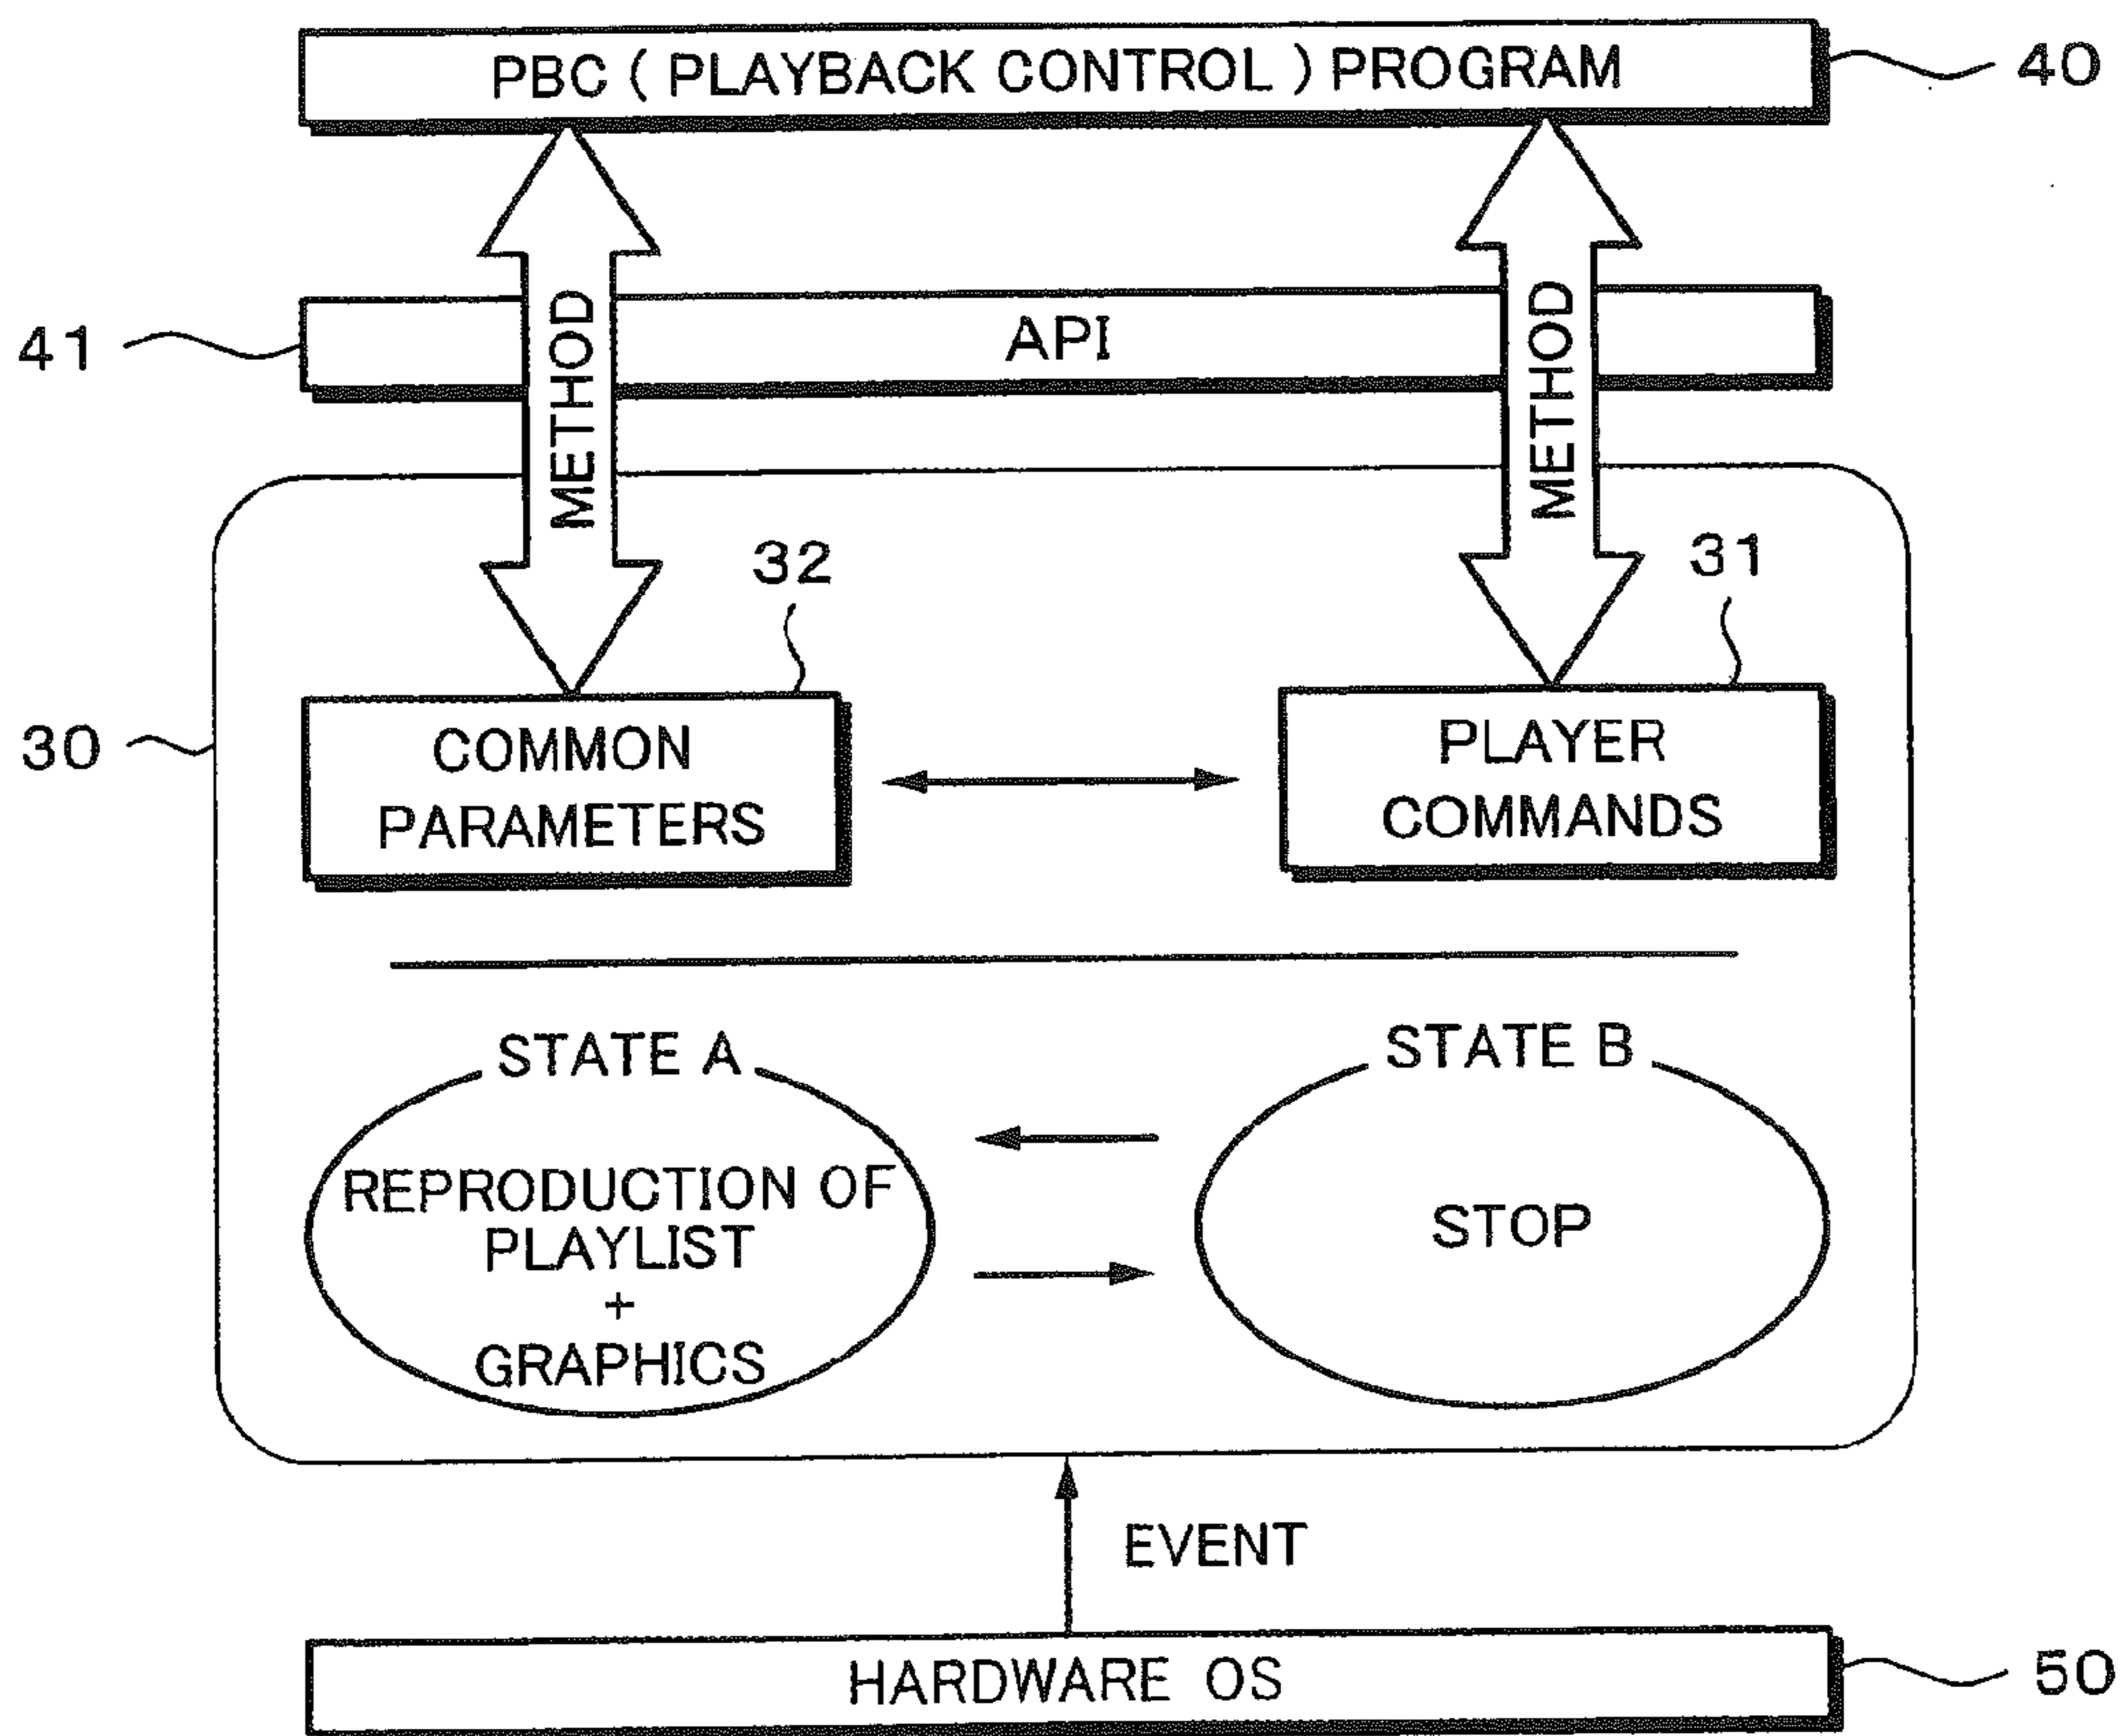 PBC ( PLAYBACK CONTROL ) PROGRAM
40
METHOD
METHOD
41
API
32
31
30
COMMON
PARAMETERS
PLAYER
COMMANDS
STATE A
STATE B
REPRODUCTION OF
PLAYLIST
+
GRAPHICS
STOP
EVENT
HARDWARE OS
50